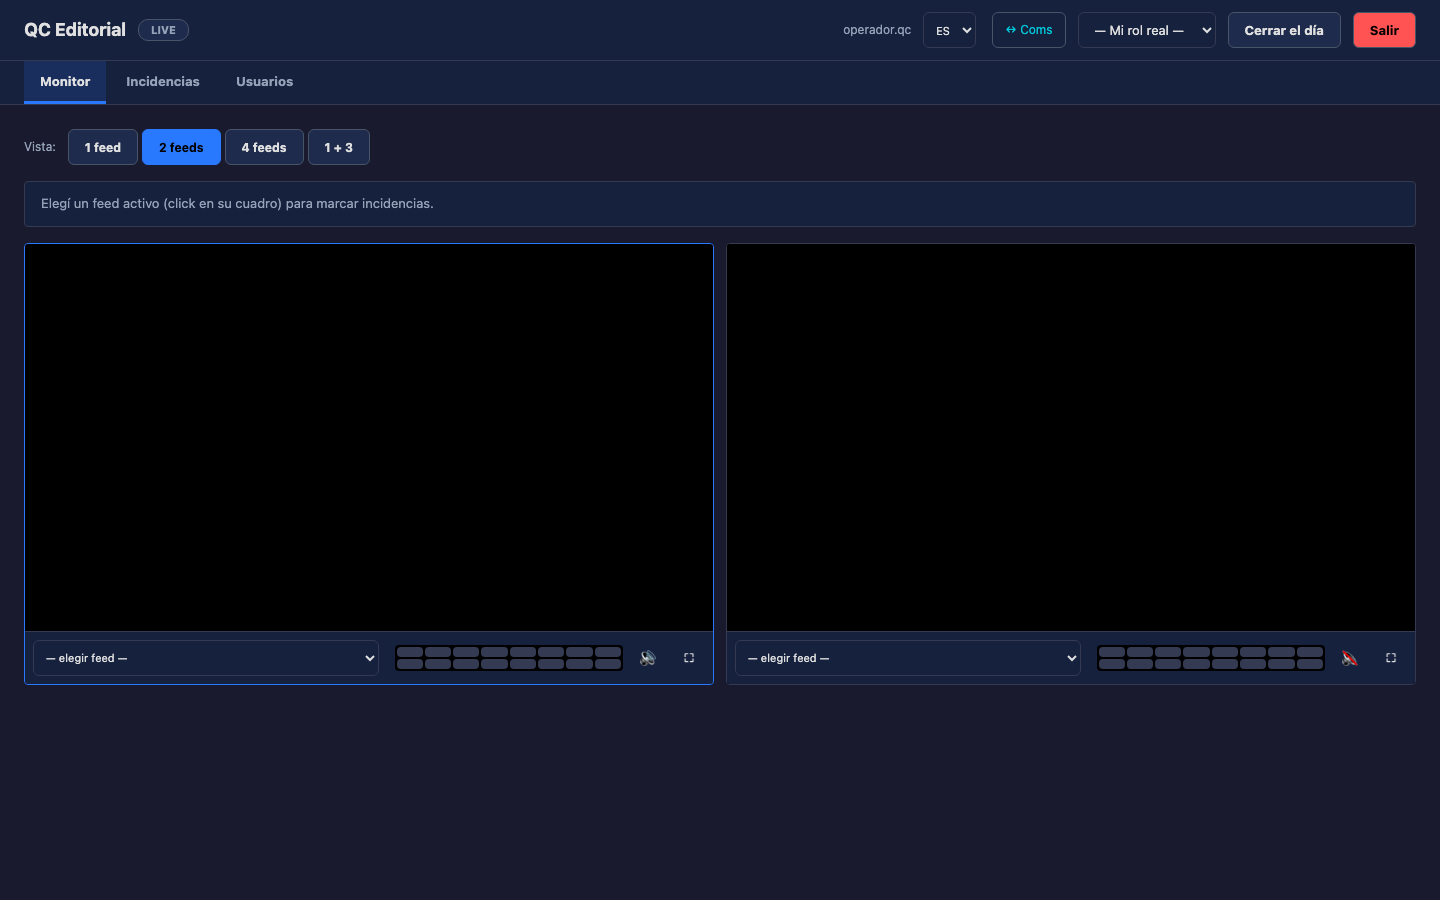 QC Editorial LIVE operador.qc ES ↔ Coms — Mi rol real — Cerrar el día Salir
Monitor Incidencias Usuarios
Vista: 1 feed 2 feeds 4 feeds 1 + 3
Elegí un feed activo (click en su cuadro) para marcar incidencias.
— elegir feed — — elegir feed —